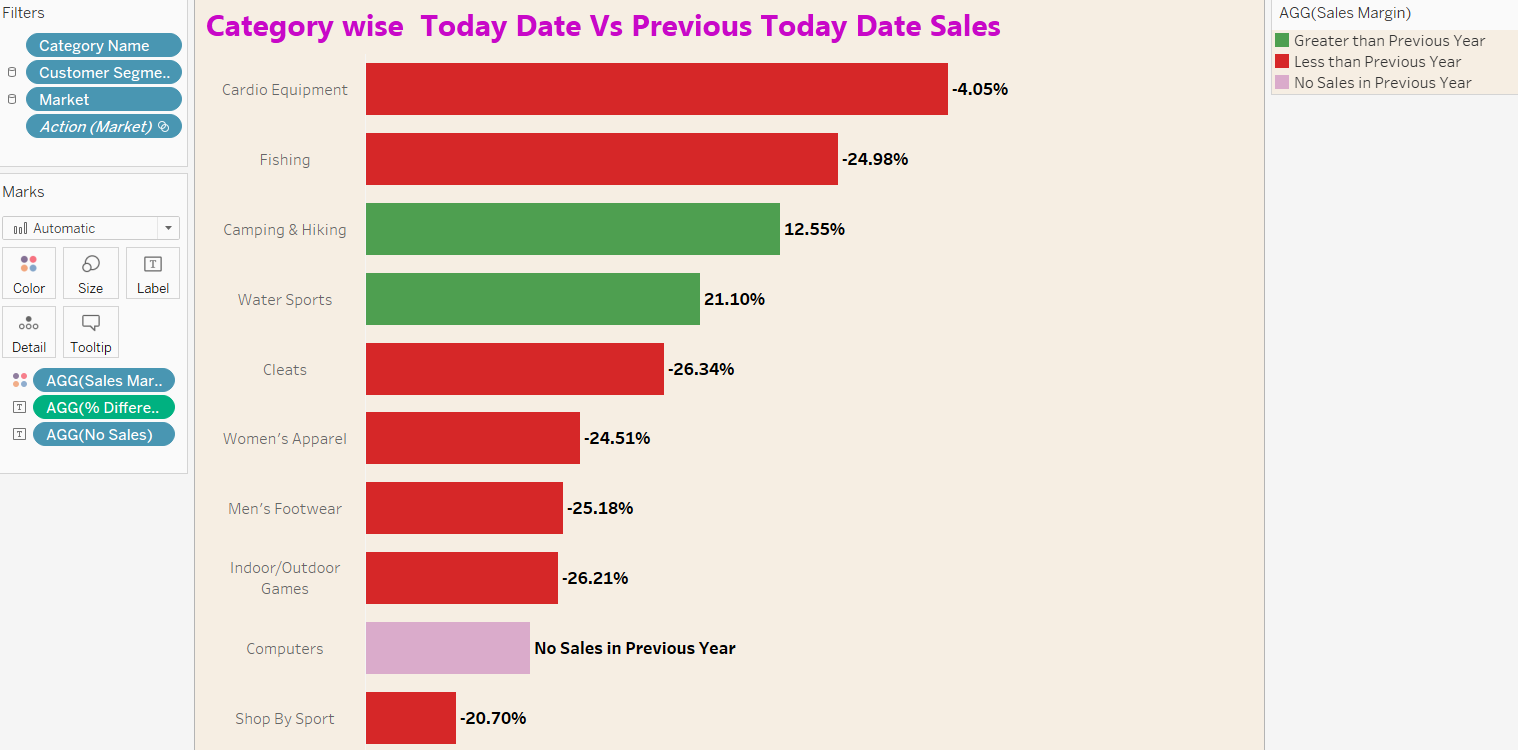 Filters
Category Name
Customer Segme..
Market
Action (Market)
Marks
Automatic
Color
Size
Label
Detail
Tooltip
AGG(Sales Mar..
AGG(% Differe..
AGG(No Sales)
Category wise  Today Date Vs Previous Today Date Sales
Cardio Equipment -4.05%
Fishing -24.98%
Camping & Hiking 12.55%
Water Sports 21.10%
Cleats -26.34%
Women's Apparel -24.51%
Men's Footwear -25.18%
Indoor/Outdoor
Games -26.21%
Computers No Sales in Previous Year
Shop By Sport -20.70%
AGG(Sales Margin)
Greater than Previous Year
Less than Previous Year
No Sales in Previous Year